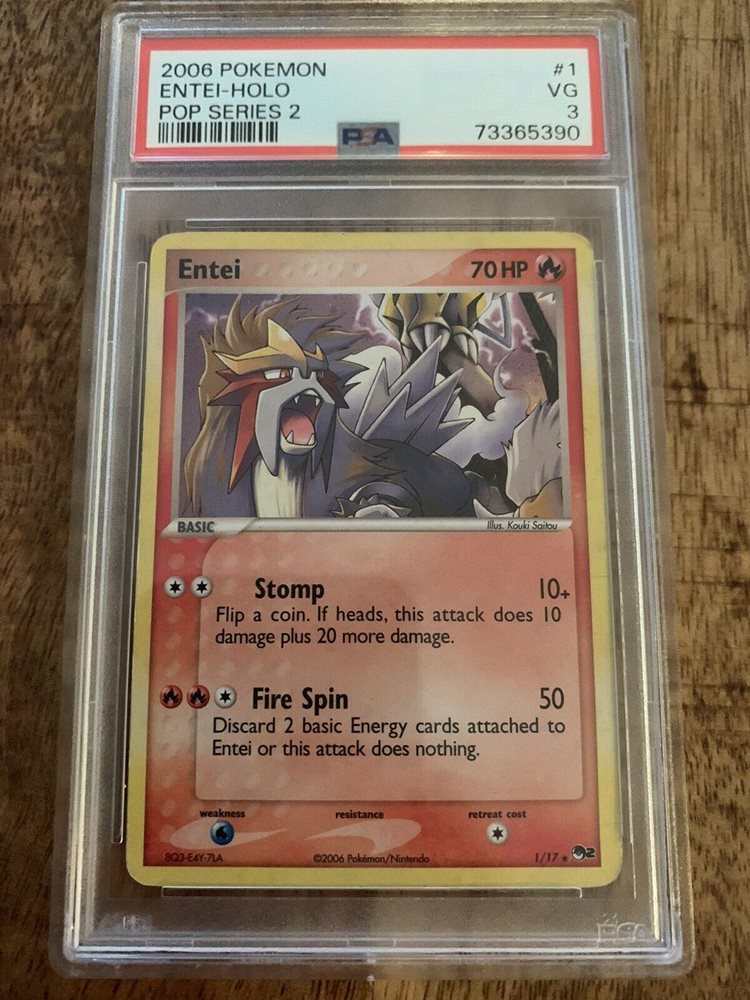 2006 POKEMON #1
ENTEI-HOLO VG
POP SERIES 2 3
PSA 73365390
Entei 70 HP
BASIC Illus. Kouki Saitou
Stomp 10+
Flip a coin. If heads, this attack does 10
damage plus 20 more damage.
Fire Spin 50
Discard 2 basic Energy cards attached to
Entei or this attack does nothing.
weakness resistance retreat cost
8Q3-E4Y-7LA ©2006 Pokémon/Nintendo 1/17 ★ 2